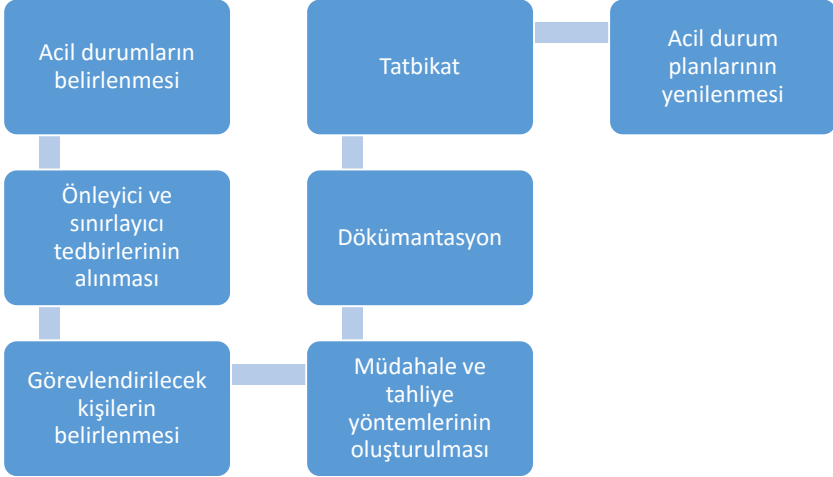 Acil durumların
belirlenmesi
Önleyici ve
sınırlayıcı
tedbirlerinin
alınması
Görevlendirilecek
kişilerin
belirlenmesi
Müdahale ve
tahliye
yöntemlerinin
oluşturulması
Dökümantasyon
Tatbikat
Acil durum
planlarının
yenilenmesi